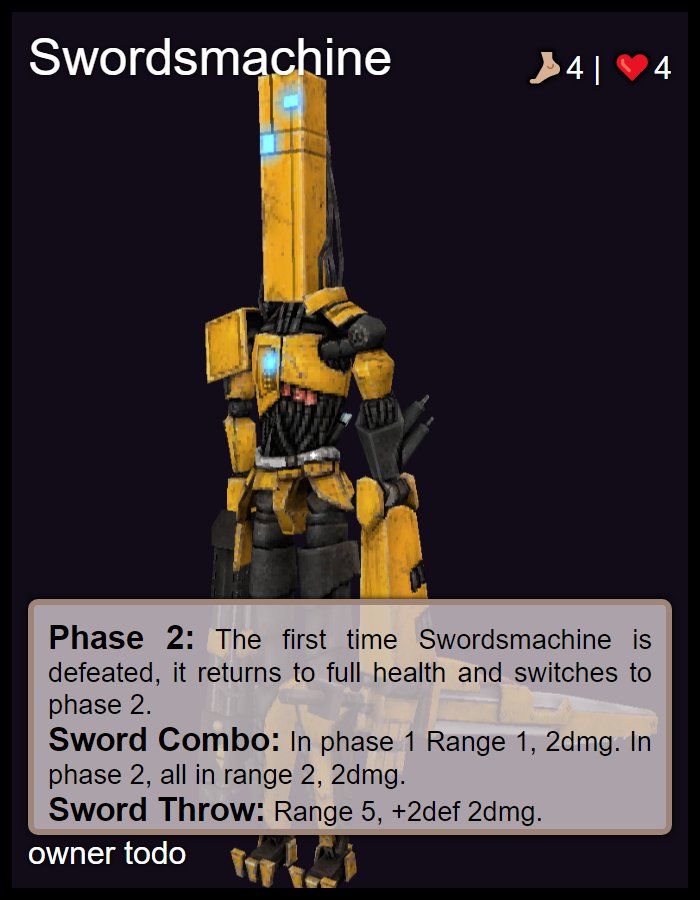 Swordsmachine
🦶🏼4 | ❤️4
Phase 2: The first time Swordsmachine is
defeated, it returns to full health and switches to
phase 2.
Sword Combo: In phase 1 Range 1, 2dmg. In
phase 2, all in range 2, 2dmg.
Sword Throw: Range 5, +2def 2dmg.
owner todo